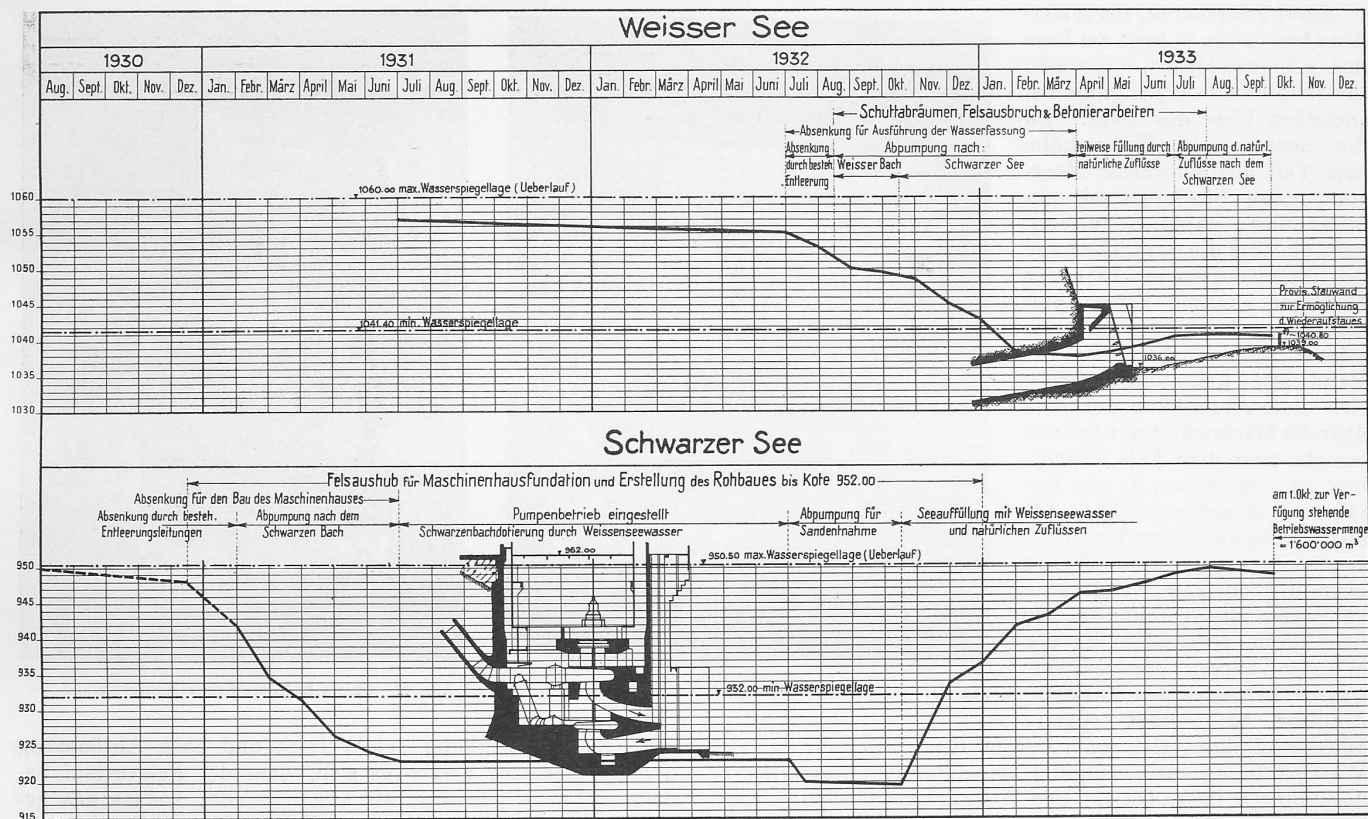 Weisser See
1930 1931 1932 1933
Aug. Sept. Okt. Nov. Dez. Jan. Febr. März April Mai Juni Juli Aug. Sept. Okt. Nov. Dez. Jan. Febr. März April Mai Juni Juli Aug. Sept. Okt. Nov. Dez. Jan. Febr. März April Mai Juni Juli Aug. Sept. Okt. Nov. Dez.
Schuttabräumen, Felsausbruch & Betonierarbeiten
Absenkung für Ausführung der Wasserfassung
Absenkung
durch besteh.
Entleerung
Abpumpung nach:
Weisser Bach
Schwarzer See
Teilweise Füllung durch
natürliche Zuflüsse
Abpumpung d. natürl.
Zuflüsse nach dem
Schwarzen See
1060.00 max. Wasserspiegellage (Ueberlauf)
1060
1055
1050
1045
1040
1035
1030
1041.40 min. Wasserspiegellage
Provis. Stauwand
zur Ermöglichung
d. Wiederaufstaues
~1040.80
1039.00
1036.00
Schwarzer See
Felsaushub für Maschinenhausfundation und Erstellung des Rohbaues bis Kote 952.00
Absenkung für den Bau des Maschinenhauses
Absenkung durch besteh.
Entleerungsleitungen
Abpumpung nach dem
Schwarzen Bach
Pumpenbetrieb eingestellt
Schwarzenbachdotierung durch Weissenseewasser
Abpumpung für
Sandentnahme
Seeauffüllung mit Weissenseewasser
und natürlichen Zuflüssen
am 1. Okt. zur Ver-
fügung stehende
Betriebswassermenge
= 1'600'000 m³
952.00
950.50 max. Wasserspiegellage (Ueberlauf)
950
945
940
935
930
925
920
915
932.00 min. Wasserspiegellage